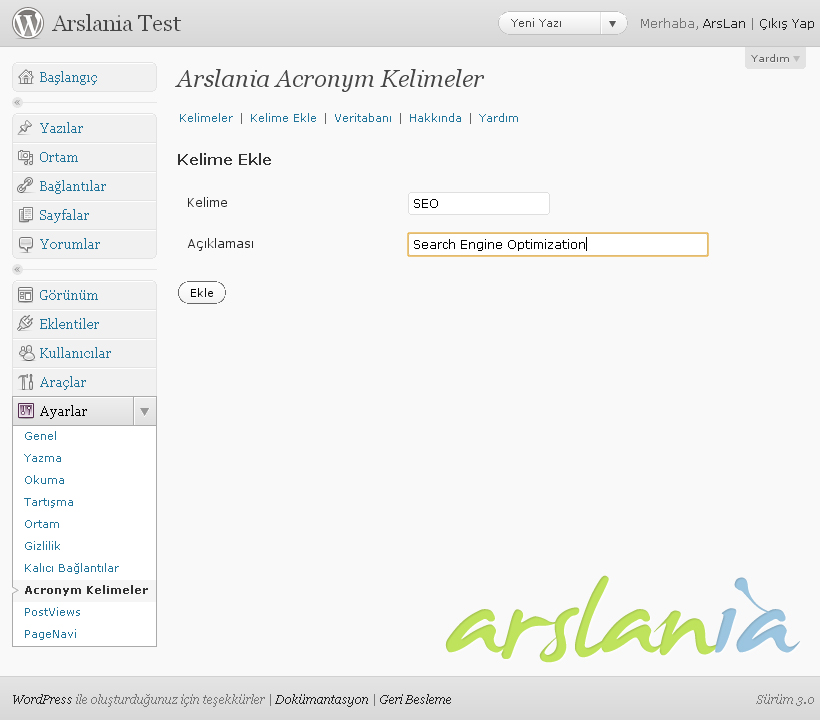 Arslania Test
Yeni Yazı
Merhaba, ArsLan | Çıkış Yap
Yardım
Başlangıç
Yazılar
Ortam
Bağlantılar
Sayfalar
Yorumlar
Görünüm
Eklentiler
Kullanıcılar
Araçlar
Ayarlar
Genel
Yazma
Okuma
Tartışma
Ortam
Gizlilik
Kalıcı Bağlantılar
Acronym Kelimeler
PostViews
PageNavi
Arslania Acronym Kelimeler
Kelimeler | Kelime Ekle | Veritabanı | Hakkında | Yardım
Kelime Ekle
Kelime SEO
Açıklaması Search Engine Optimization
Ekle
arslania
WordPress ile oluşturduğunuz için teşekkürler | Dokümantasyon | Geri Besleme
Sürüm 3.0